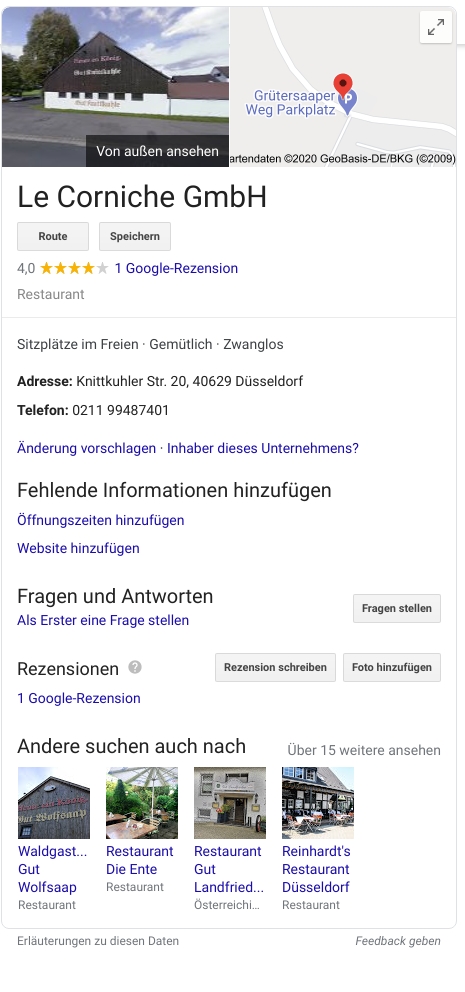 Von außen ansehen
Grütersaaper
Weg Parkplatz
P
artendaten ©2020 GeoBasis-DE/BKG (©2009)
Le Corniche GmbH
Route Speichern
4,0 1 Google-Rezension
Restaurant
Sitzplätze im Freien · Gemütlich · Zwanglos
Adresse: Knittkuhler Str. 20, 40629 Düsseldorf
Telefon: 0211 99487401
Änderung vorschlagen · Inhaber dieses Unternehmens?
Fehlende Informationen hinzufügen
Öffnungszeiten hinzufügen
Website hinzufügen
Fragen und Antworten
Fragen stellen
Als Erster eine Frage stellen
Rezensionen ? Rezension schreiben Foto hinzufügen
1 Google-Rezension
Andere suchen auch nach Über 15 weitere ansehen
Gut Wolfsaap
Waldgast... Restaurant Restaurant Reinhardt's
Gut Die Ente Gut Restaurant
Wolfsaap Restaurant Landfried... Düsseldorf
Restaurant Österreichi... Restaurant
Erläuterungen zu diesen Daten Feedback geben